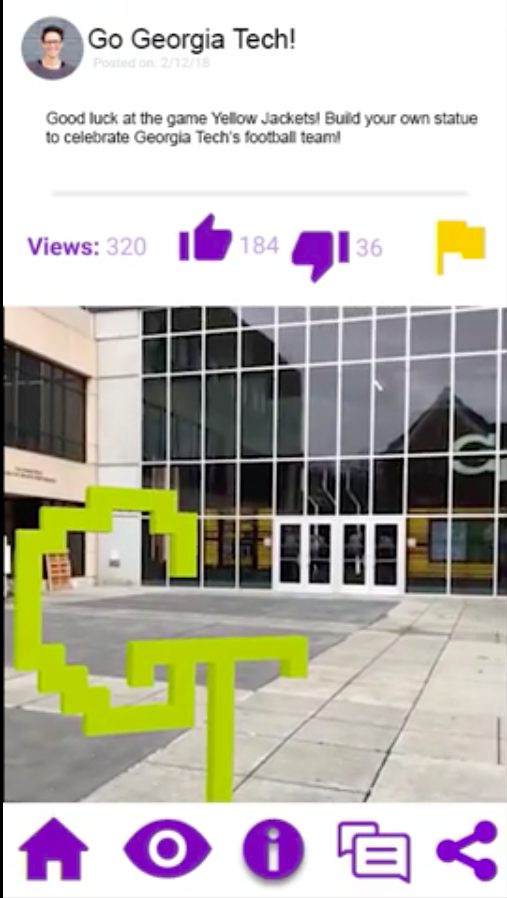 Go Georgia Tech!
Posted on: 2/12/18
Good luck at the game Yellow Jackets! Build your own statue
to celebrate Georgia Tech's football team!
Views: 320 184 36
GT